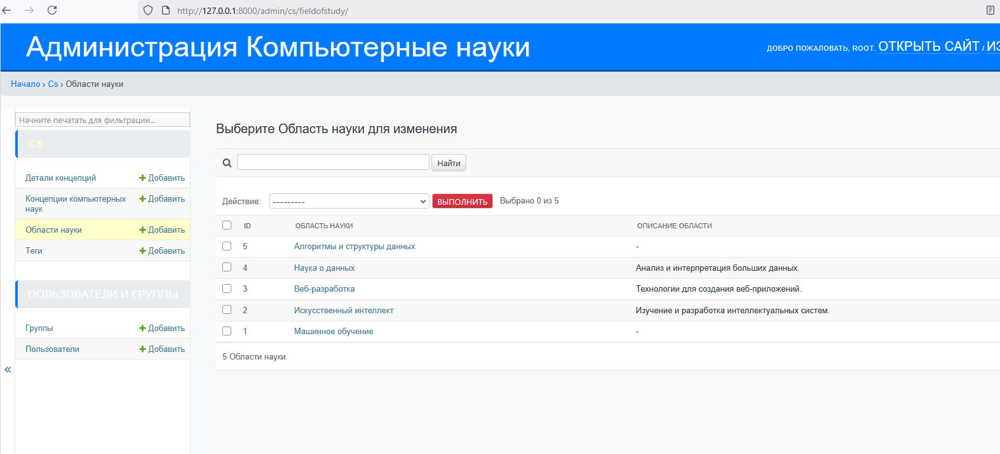 http://127.0.0.1:8000/admin/cs/fieldofstudy/
Администрация Компьютерные науки
ДОБРО ПОЖАЛОВАТЬ, ROOT. ОТКРЫТЬ САЙТ / ИЗ
Начало › Cs › Области науки
Начните печатать для фильтрации...
CS
Детали концепций + Добавить
Концепции компьютерных наук + Добавить
Области науки + Добавить
Теги + Добавить
ПОЛЬЗОВАТЕЛИ И ГРУППЫ
Группы + Добавить
Пользователи + Добавить
«
Выберите Область науки для изменения
Найти
Действие: --------- ВЫПОЛНИТЬ Выбрано 0 из 5
ID ОБЛАСТЬ НАУКИ ОПИСАНИЕ ОБЛАСТИ
5 Алгоритмы и структуры данных -
4 Наука о данных Анализ и интерпретация больших данных.
3 Веб-разработка Технологии для создания веб-приложений.
2 Искусственный интеллект Изучение и разработка интеллектуальных систем.
1 Машинное обучение -
5 Области науки